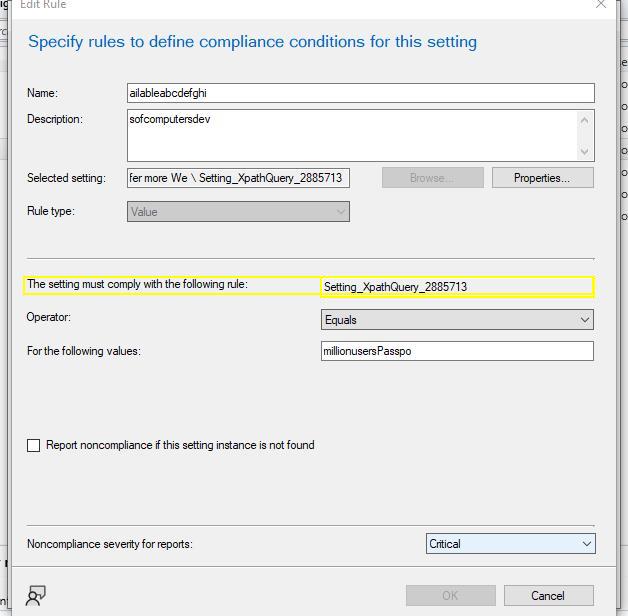 Edit Rule
Specify rules to define compliance conditions for this setting
Name:
ailableabcdefghi
Description:
sofcomputersdev
Selected setting:
fer more We \ Setting_XpathQuery_2885713
Browse...
Properties...
Rule type:
Value
The setting must comply with the following rule:
Setting_XpathQuery_2885713
Operator:
Equals
For the following values:
millionusersPasspo
Report noncompliance if this setting instance is not found
Noncompliance severity for reports:
Critical
OK
Cancel